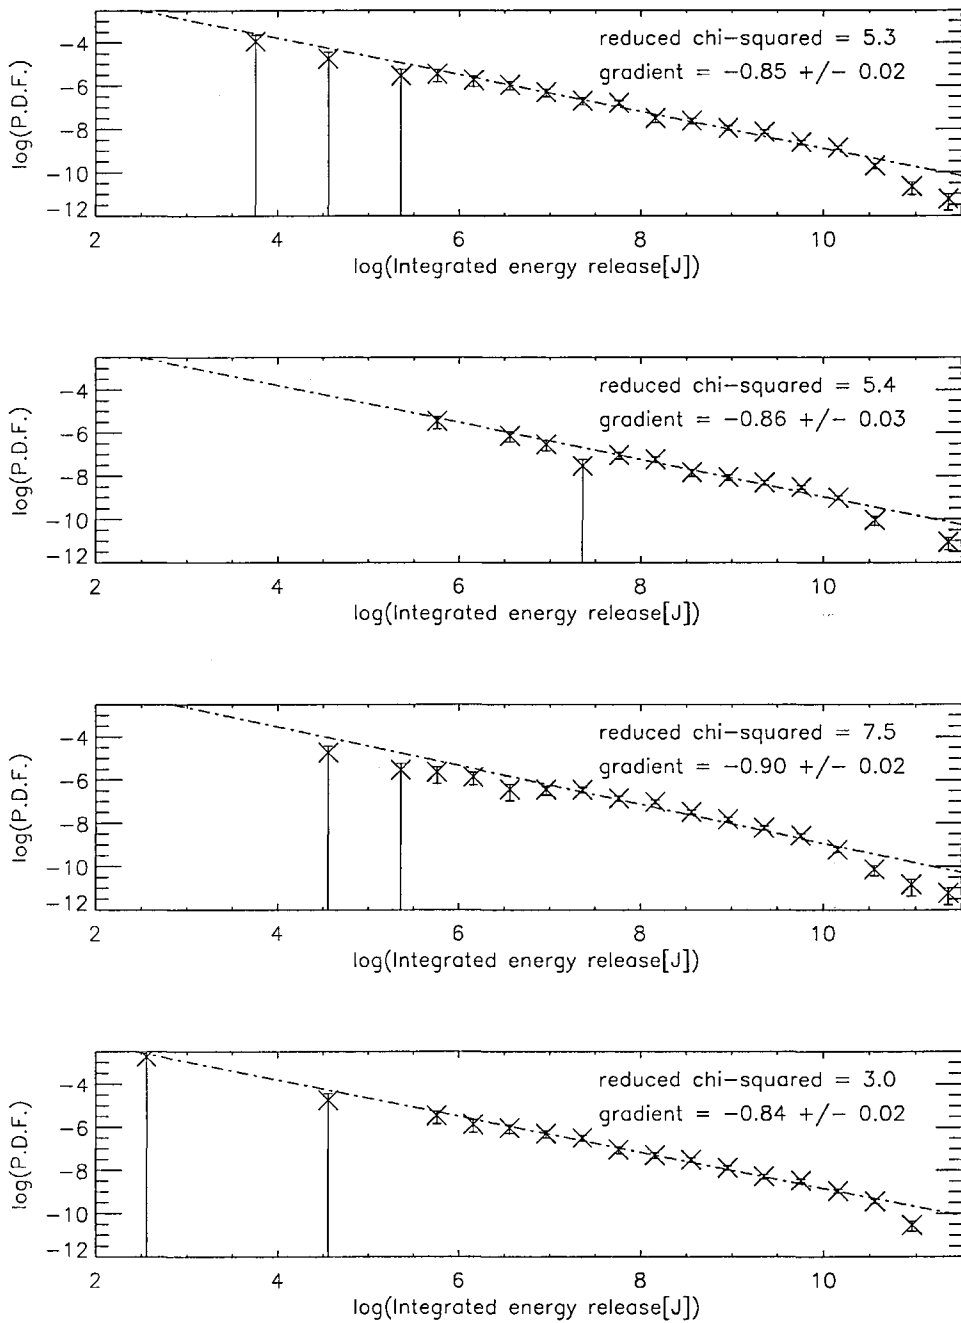 reduced chi-squared = 5.3
gradient = -0.85 +/- 0.02
log(P.D.F.)
-4
-6
-8
-10
-12
2 4 6 8 10
log(Integrated energy release[J])
reduced chi-squared = 5.4
gradient = -0.86 +/- 0.03
log(P.D.F.)
-4
-6
-8
-10
-12
2 4 6 8 10
log(Integrated energy release[J])
reduced chi-squared = 7.5
gradient = -0.90 +/- 0.02
log(P.D.F.)
-4
-6
-8
-10
-12
2 4 6 8 10
log(Integrated energy release[J])
reduced chi-squared = 3.0
gradient = -0.84 +/- 0.02
log(P.D.F.)
-4
-6
-8
-10
-12
2 4 6 8 10
log(Integrated energy release[J])